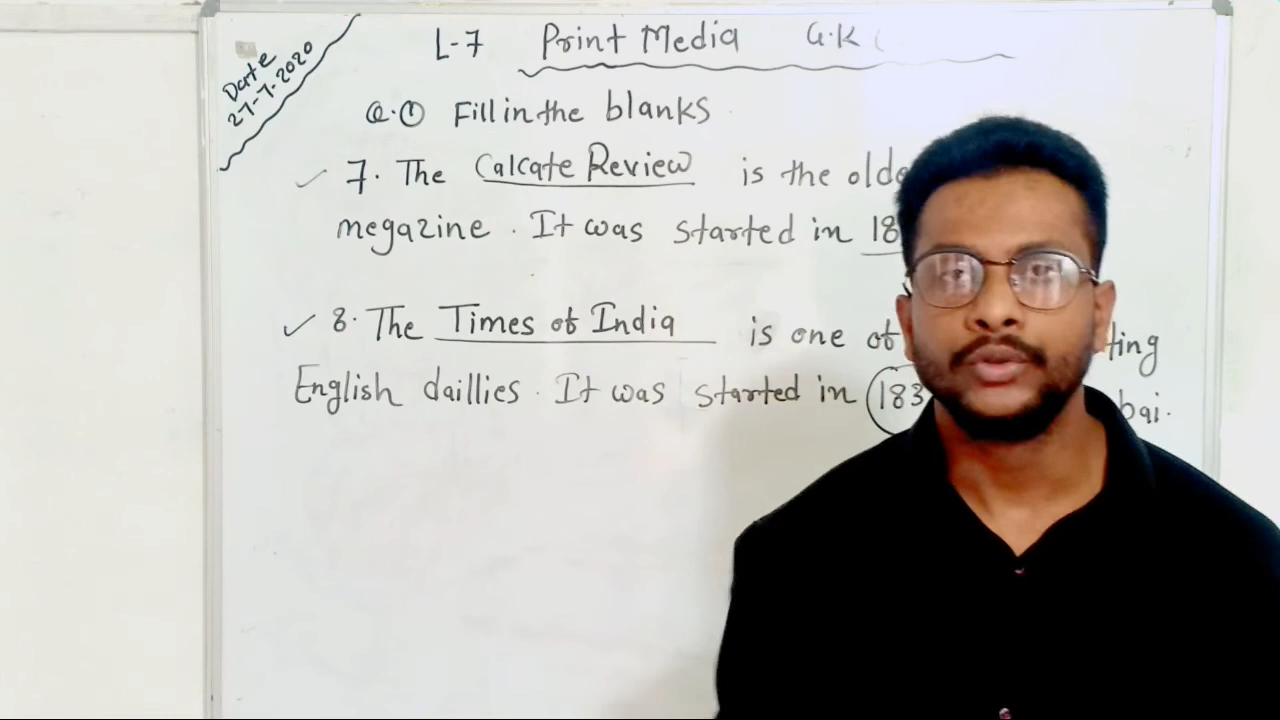 Date
27-7-2020
L-7 Print Media G.K
Q.① Fill in the blanks
7. The Calcate Review is the olde
megazine. It was started in 18
8. The Times of India is one of ting
English daillies. It was started in 183 bai.